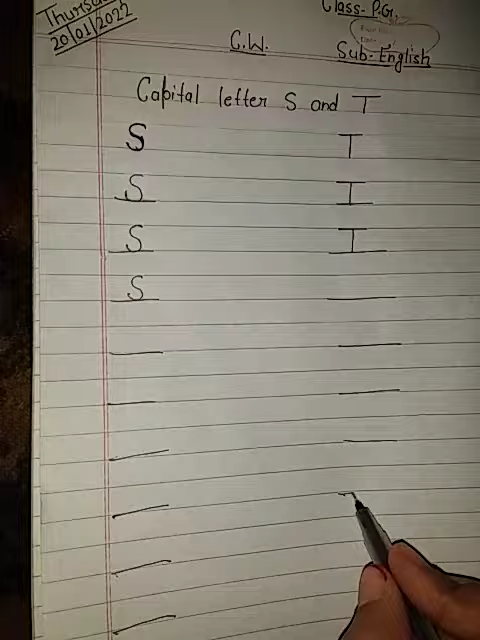 Thursday Class- P.G.
20/01/2022
C.W. Sub- English
Capital letter S and T
S T
S T
S T
S